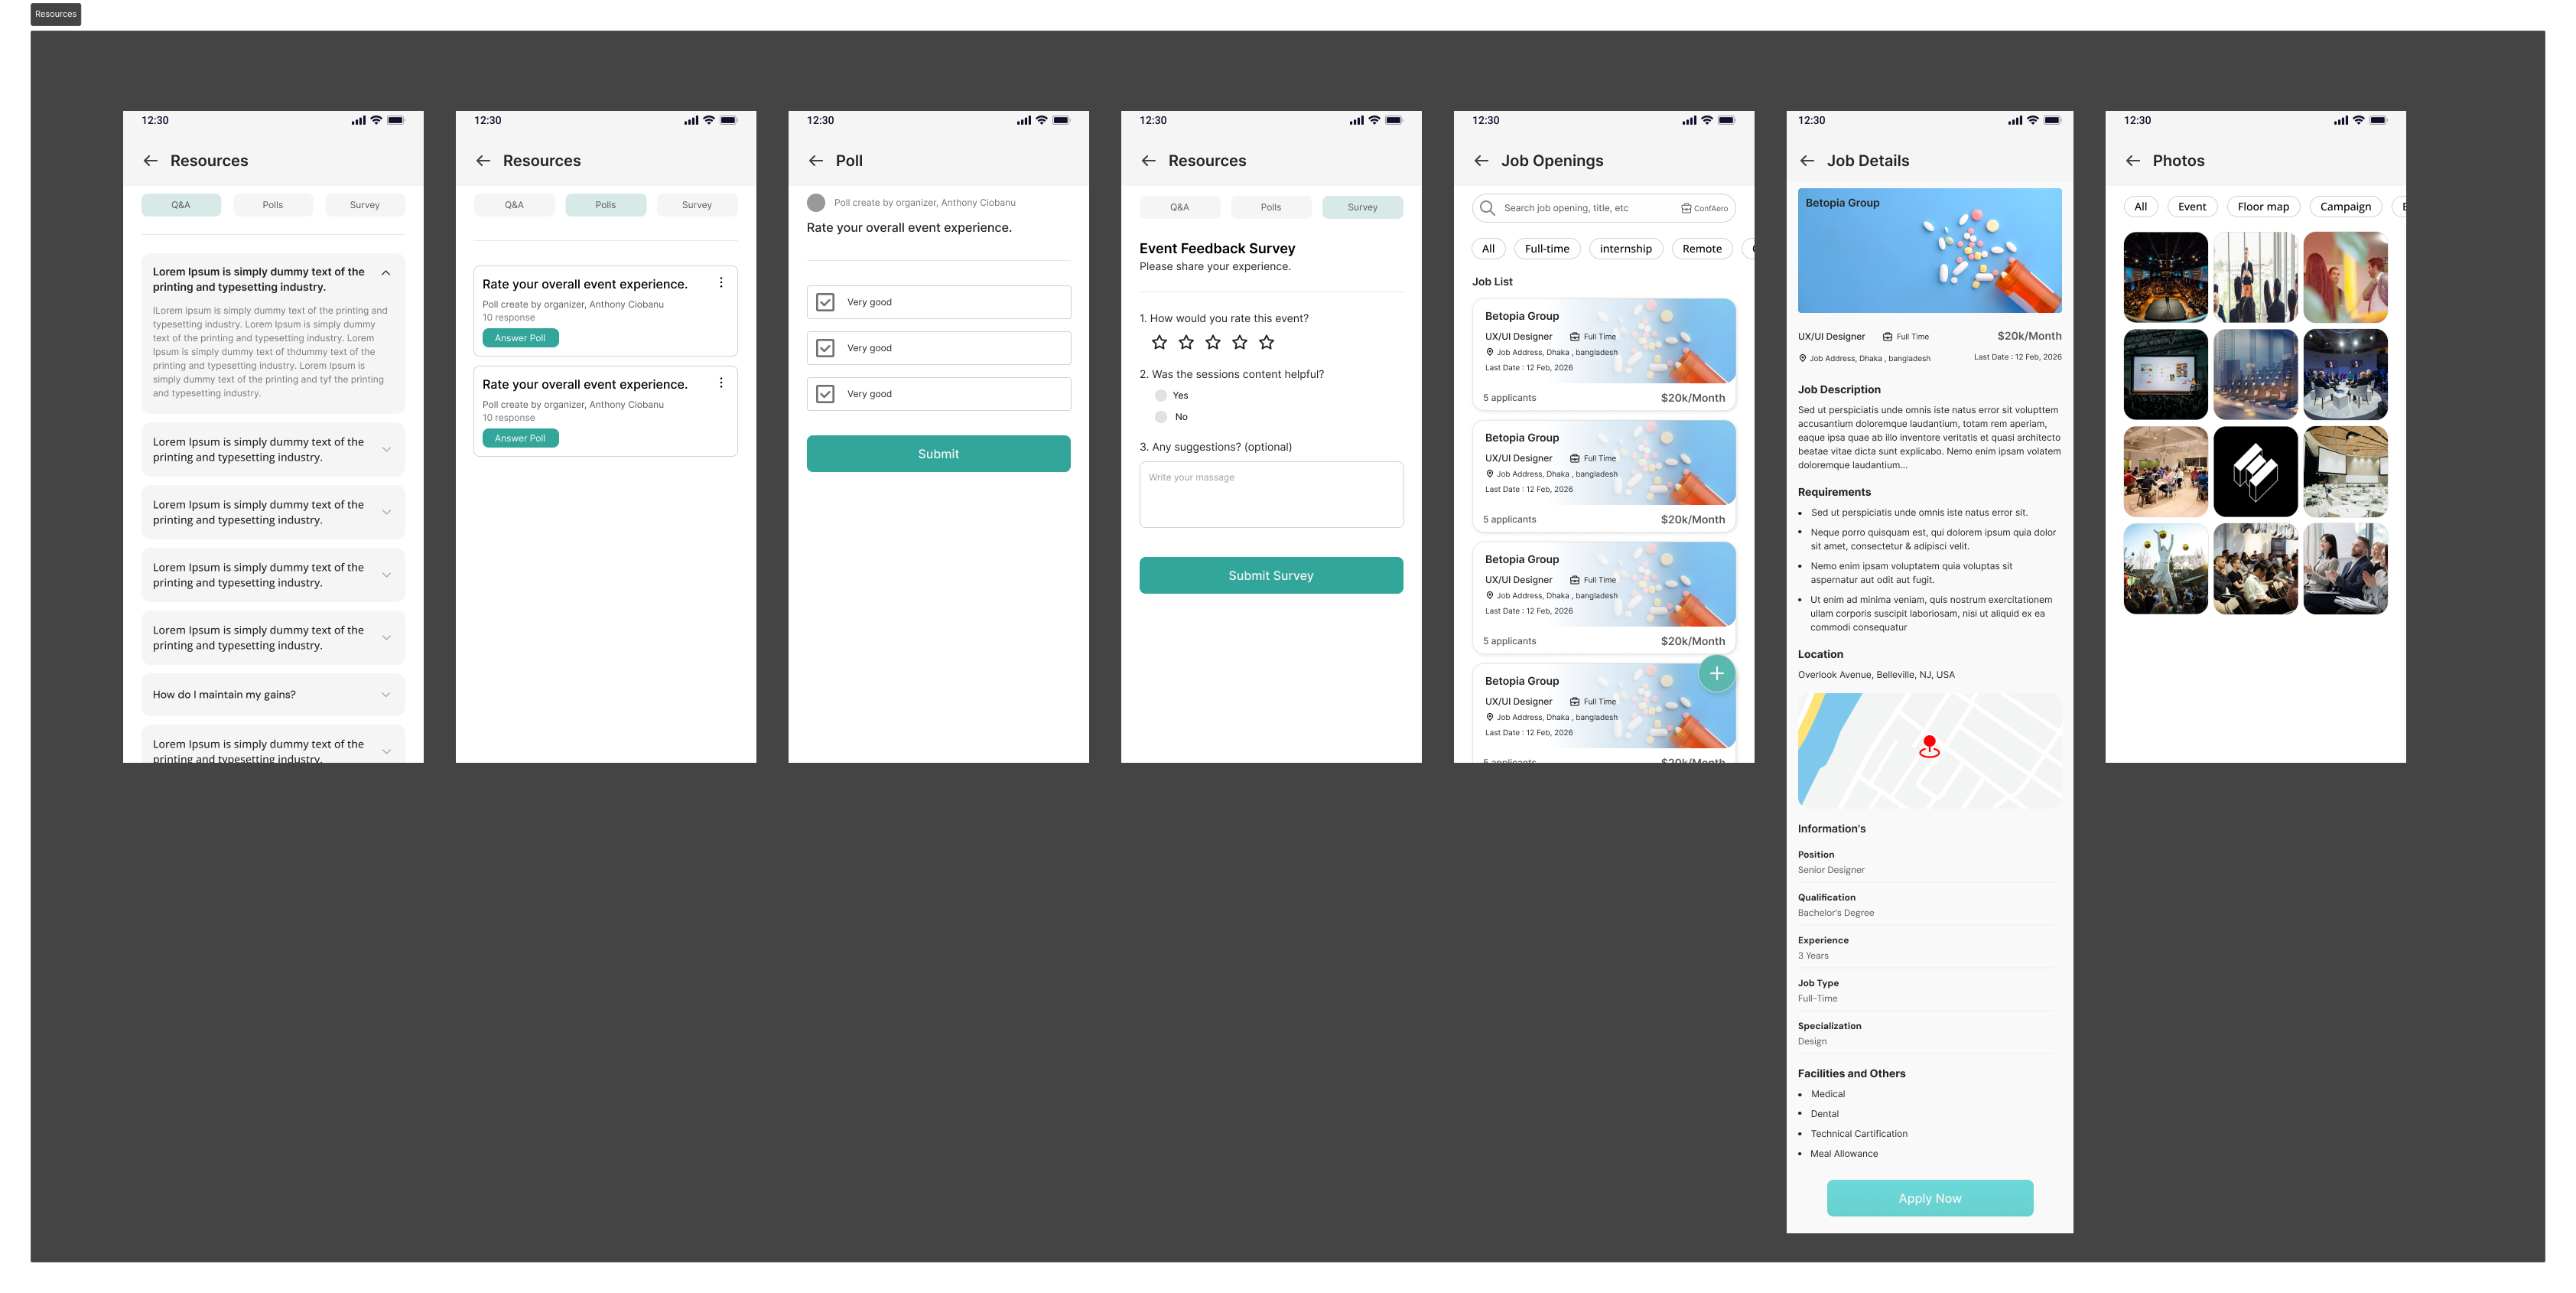 Resources
12:30
Resources
Q&A
Polls
Survey
Lorem Ipsum is simply dummy text of the
printing and typesetting industry.
lLorem Ipsum is simply dummy text of the printing and
typesetting industry. Lorem Ipsum is simply dummy
text of the printing and typesetting industry. Lorem
Ipsum is simply dummy text of thdummy text of the
printing and typesetting industry. Lorem Ipsum is
simply dummy text of the printing and tyf the printing
and typesetting industry.
Lorem Ipsum is simply dummy text of the
printing and typesetting industry.
Lorem Ipsum is simply dummy text of the
printing and typesetting industry.
Lorem Ipsum is simply dummy text of the
printing and typesetting industry.
Lorem Ipsum is simply dummy text of the
printing and typesetting industry.
How do I maintain my gains?
Lorem Ipsum is simply dummy text of the
printing and typesetting industry.
12:30
Resources
Q&A
Polls
Survey
Rate your overall event experience.
Poll create by organizer, Anthony Ciobanu
10 response
Answer Poll
Rate your overall event experience.
Poll create by organizer, Anthony Ciobanu
10 response
Answer Poll
12:30
Poll
Poll create by organizer, Anthony Ciobanu
Rate your overall event experience.
Very good
Very good
Very good
Submit
12:30
Resources
Q&A
Polls
Survey
Event Feedback Survey
Please share your experience.
1. How would you rate this event?
2. Was the sessions content helpful?
Yes
No
3. Any suggestions? (optional)
Write your massage
Submit Survey
12:30
Job Openings
Search job opening, title, etc
ConfAero
All
Full-time
internship
Remote
Job List
Betopia Group
UX/UI Designer
Full Time
Job Address, Dhaka , bangladesh
Last Date : 12 Feb, 2026
5 applicants
$20k/Month
Betopia Group
UX/UI Designer
Full Time
Job Address, Dhaka , bangladesh
Last Date : 12 Feb, 2026
5 applicants
$20k/Month
Betopia Group
UX/UI Designer
Full Time
Job Address, Dhaka , bangladesh
Last Date : 12 Feb, 2026
5 applicants
$20k/Month
Betopia Group
UX/UI Designer
Full Time
Job Address, Dhaka , bangladesh
Last Date : 12 Feb, 2026
5 applicants
$20k/Month
12:30
Job Details
Betopia Group
UX/UI Designer
Full Time
$20k/Month
Job Address, Dhaka , bangladesh
Last Date : 12 Feb, 2026
Job Description
Sed ut perspiciatis unde omnis iste natus error sit volupttem
accusantium doloremque laudantium, totam rem aperiam,
eaque ipsa quae ab illo inventore veritatis et quasi architecto
beatae vitae dicta sunt explicabo. Nemo enim ipsam volatem
doloremque laudantium...
Requirements
• Sed ut perspiciatis unde omnis iste natus error sit.
• Neque porro quisquam est, qui dolorem ipsum quia dolor
sit amet, consectetur & adipisci velit.
• Nemo enim ipsam voluptatem quia voluptas sit
aspernatur aut odit aut fugit.
• Ut enim ad minima veniam, quis nostrum exercitationem
ullam corporis suscipit laboriosam, nisi ut aliquid ex ea
commodi consequatur
Location
Overlook Avenue, Belleville, NJ, USA
Information's
Position
Senior Designer
Qualification
Bachelor's Degree
Experience
3 Years
Job Type
Full-Time
Specialization
Design
Facilities and Others
• Medical
• Dental
• Technical Cartification
• Meal Allowance
Apply Now
12:30
Photos
All
Event
Floor map
Campaign